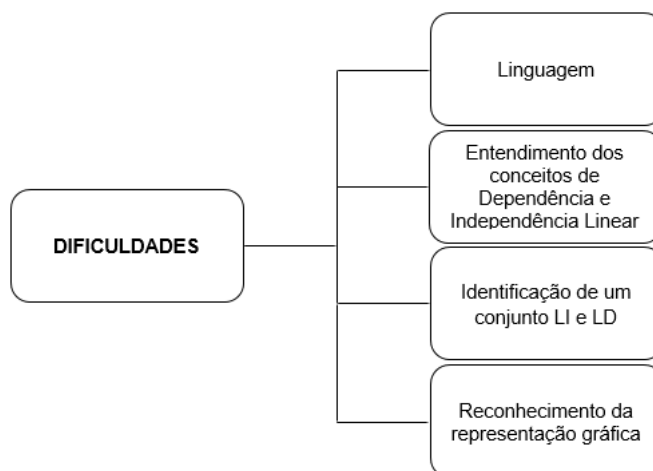 DIFICULDADES
Linguagem
Entendimento dos
conceitos de
Dependência e
Independência Linear
Identificação de um
conjunto LI e LD
Reconhecimento da
representação gráfica